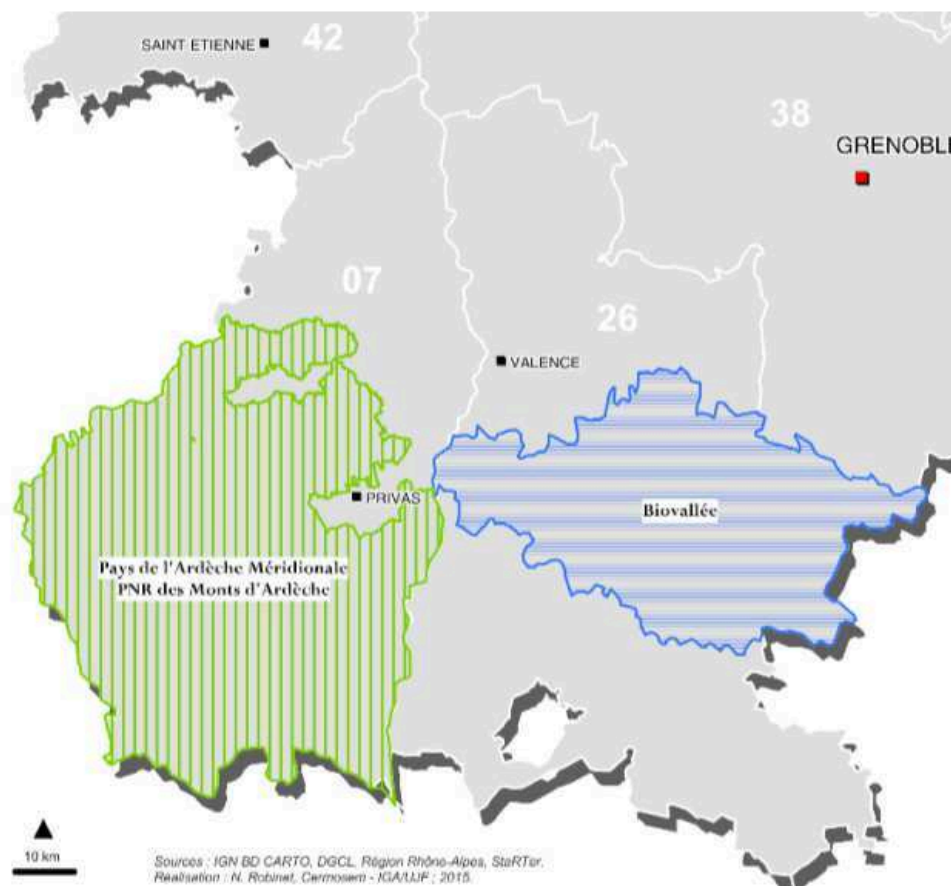 42
SAINT ETIENNE
38
GRENOBLE
07
26
VALENCE
PRIVAS
Biovallée
Pays de l'Ardèche Méridionale
PNR des Monts d'Ardèche
10 km
Sources : IGN BD CARTO, DGCL, Région Rhône-Alpes, StaRTer.
Réalisation : N. Robinet, Cermosem - IGA/UJF ; 2015.